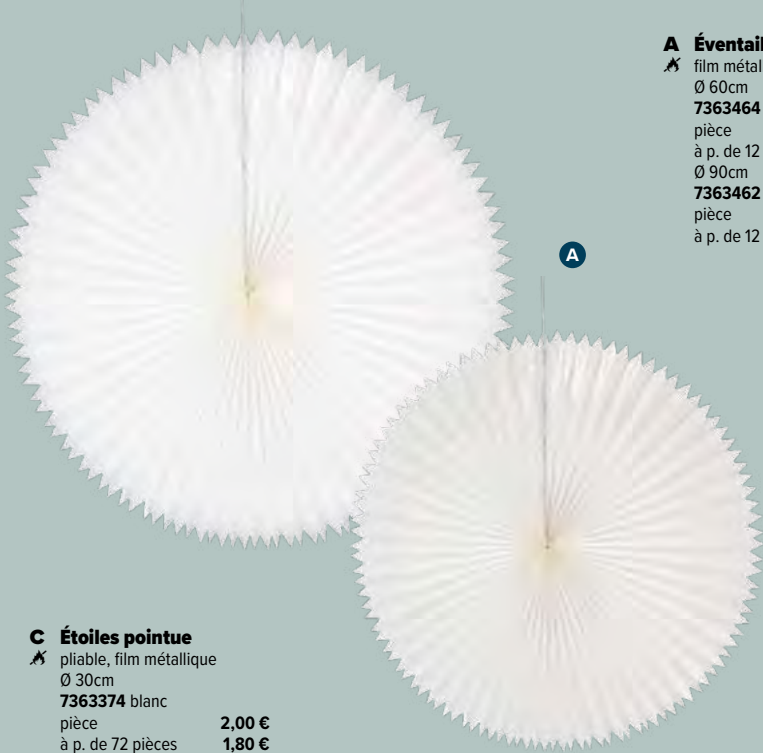 A Éventail
film métal
Ø 60cm
7363464
pièce
à p. de 12
Ø 90cm
7363462
pièce
à p. de 12
A
C Étoiles pointue
pliable, film métallique
Ø 30cm
7363374 blanc
pièce 2,00 €
à p. de 72 pièces 1,80 €